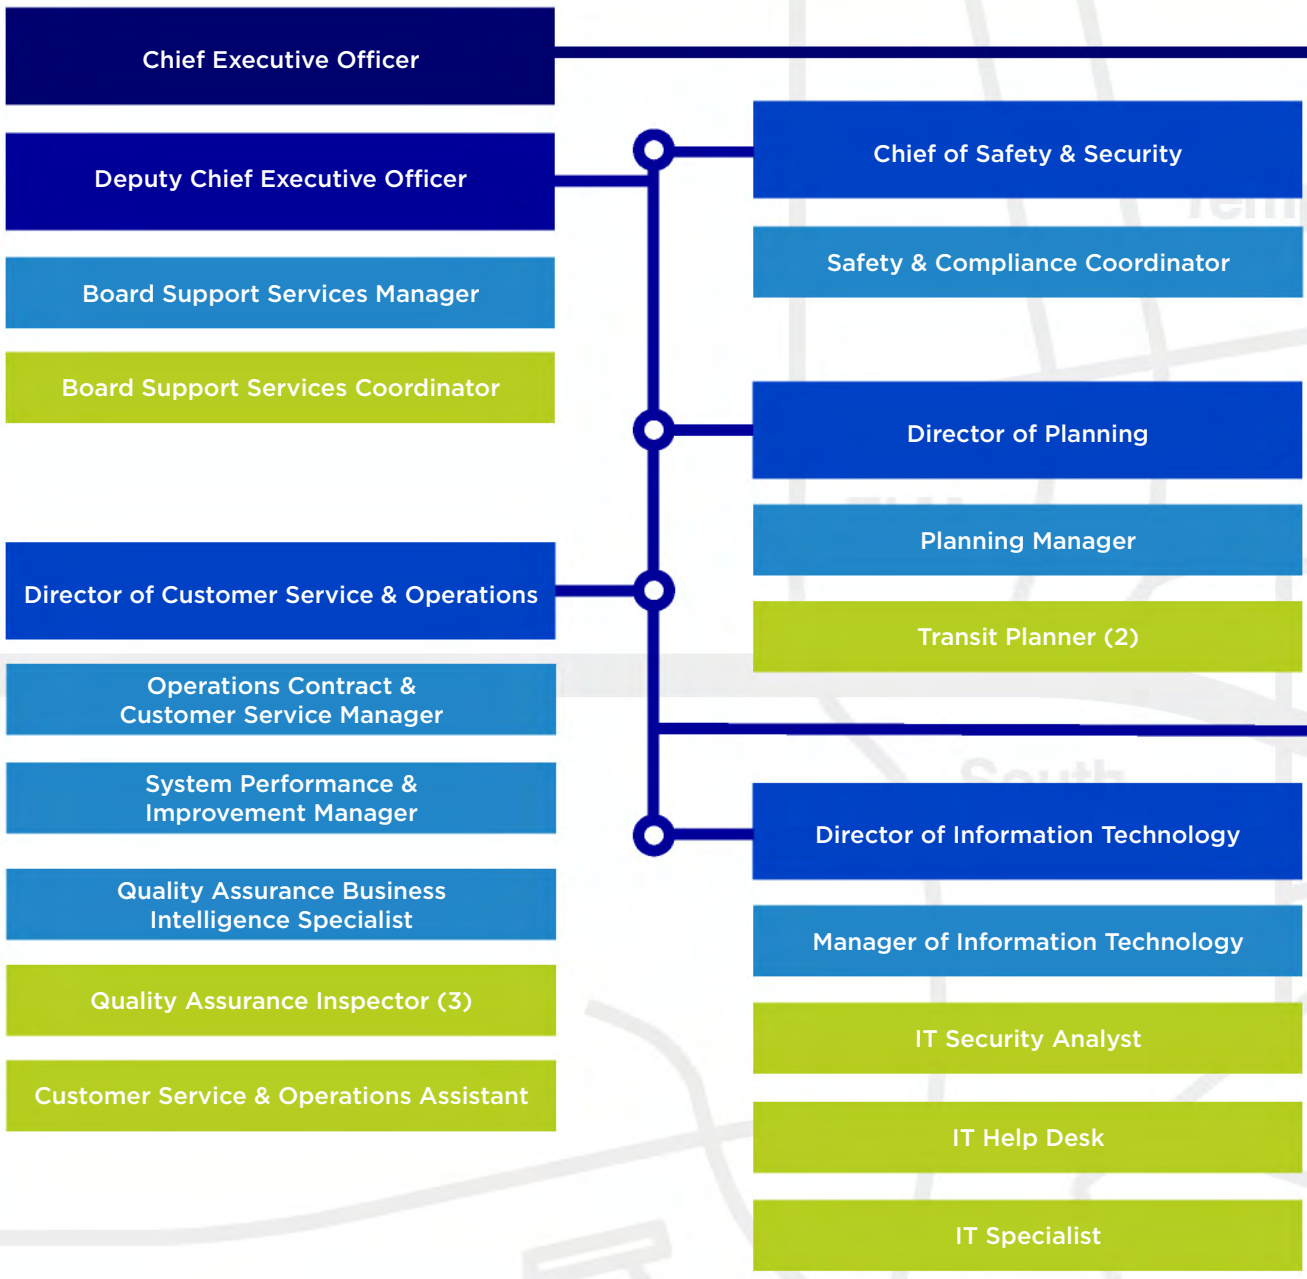 Chief Executive Officer
Deputy Chief Executive Officer
Board Support Services Manager
Board Support Services Coordinator
Director of Customer Service & Operations
Operations Contract &
Customer Service Manager
System Performance &
Improvement Manager
Quality Assurance Business
Intelligence Specialist
Quality Assurance Inspector (3)
Customer Service & Operations Assistant
Chief of Safety & Security
Safety & Compliance Coordinator
Director of Planning
Planning Manager
Transit Planner (2)
South
Director of Information Technology
Manager of Information Technology
IT Security Analyst
IT Help Desk
IT Specialist